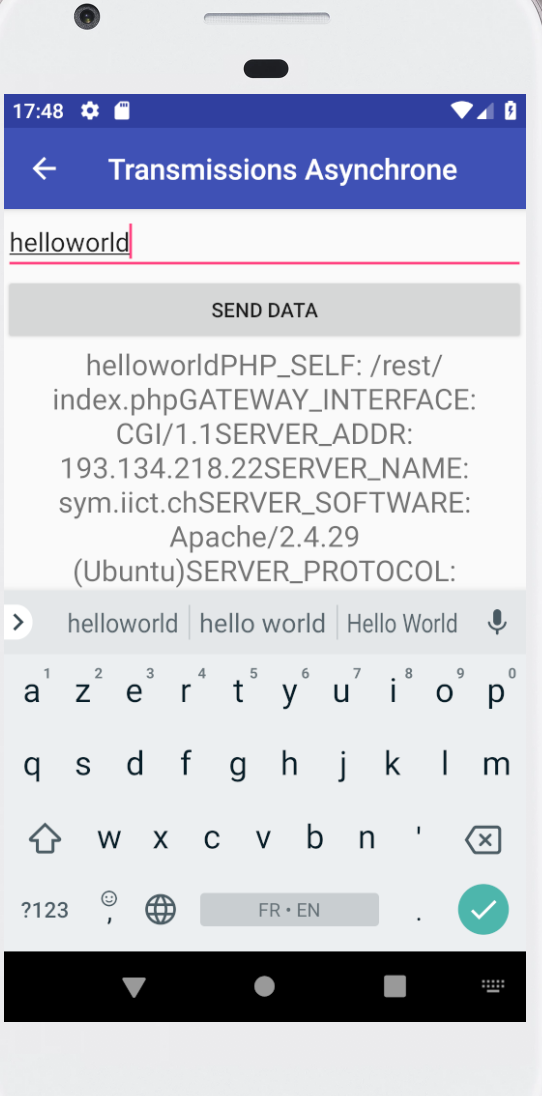 17:48
Transmissions Asynchrone
helloworld
SEND DATA
helloworldPHP_SELF: /rest/
index.phpGATEWAY_INTERFACE:
CGI/1.1SERVER_ADDR:
193.134.218.22SERVER_NAME:
sym.iict.chSERVER_SOFTWARE:
Apache/2.4.29
(Ubuntu)SERVER_PROTOCOL:
helloworld hello world Hello World
a 1 z 2 e 3 r 4 t 5 y 6 u 7 i 8 o 9 p 0
q s d f g h j k l m
w x c v b n '
?123 , FR • EN .